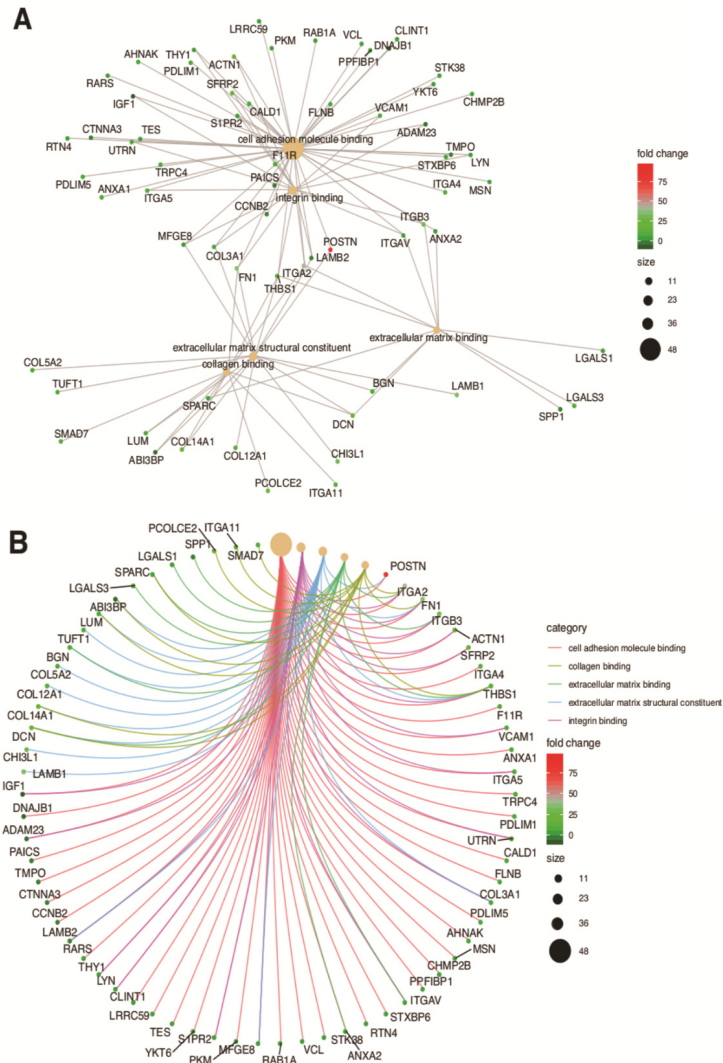 A
LRRC59
PKM
RAB1A
VCL
CLINT1
DNAJB1
PPFIBP1
THY1
AHNAK
ACTN1
PDLIM1
STK38
RARS
SFRP2
YKT6
CHMP2B
IGF1
CALD1
FLNB
VCAM1
S1PR2
ADAM23
CTNNA3
TES
RTN4
UTRN
cell adhesion molecule binding
TMPO
F11R
STXBP6
LYN
TRPC4
PAICS
PDLIM5
ANXA1
ITGA5
ITGA4
MSN
integrin binding
CCNB2
ITGB3
MFGE8
POSTN
ITGAV
ANXA2
COL3A1
LAMB2
ITGA2
FN1
THBS1
extracellular matrix binding
extracellular matrix structural constituent
COL5A2
collagen binding
LGALS1
TUFT1
BGN
LAMB1
SPARC
LGALS3
SPP1
DCN
SMAD7
LUM
COL14A1
ABI3BP
COL12A1
CHI3L1
PCOLCE2
ITGA11
fold change
75
50
25
0
size
11
23
36
48
B
PCOLCE2
ITGA11
SPP1
SMAD7
LGALS1
SPARC
LGALS3
ABI3BP
LUM
TUFT1
BGN
COL5A2
COL12A1
COL14A1
DCN
CHI3L1
LAMB1
IGF1
DNAJB1
ADAM23
PAICS
TMPO
CTNNA3
CCNB2
LAMB2
RARS
THY1
LYN
CLINT1
LRRC59
TES
YKT6
S1PR2
PKM
MFGE8
RAB1A
VCL
STK38
ANXA2
RTN4
STXBP6
ITGAV
PPFIBP1
CHMP2B
MSN
AHNAK
PDLIM5
COL3A1
FLNB
CALD1
UTRN
PDLIM1
TRPC4
ITGA5
ANXA1
VCAM1
F11R
THBS1
ITGA4
SFRP2
ACTN1
ITGB3
FN1
ITGA2
POSTN
category
cell adhesion molecule binding
collagen binding
extracellular matrix binding
extracellular matrix structural constituent
integrin binding
fold change
75
50
25
0
size
11
23
36
48